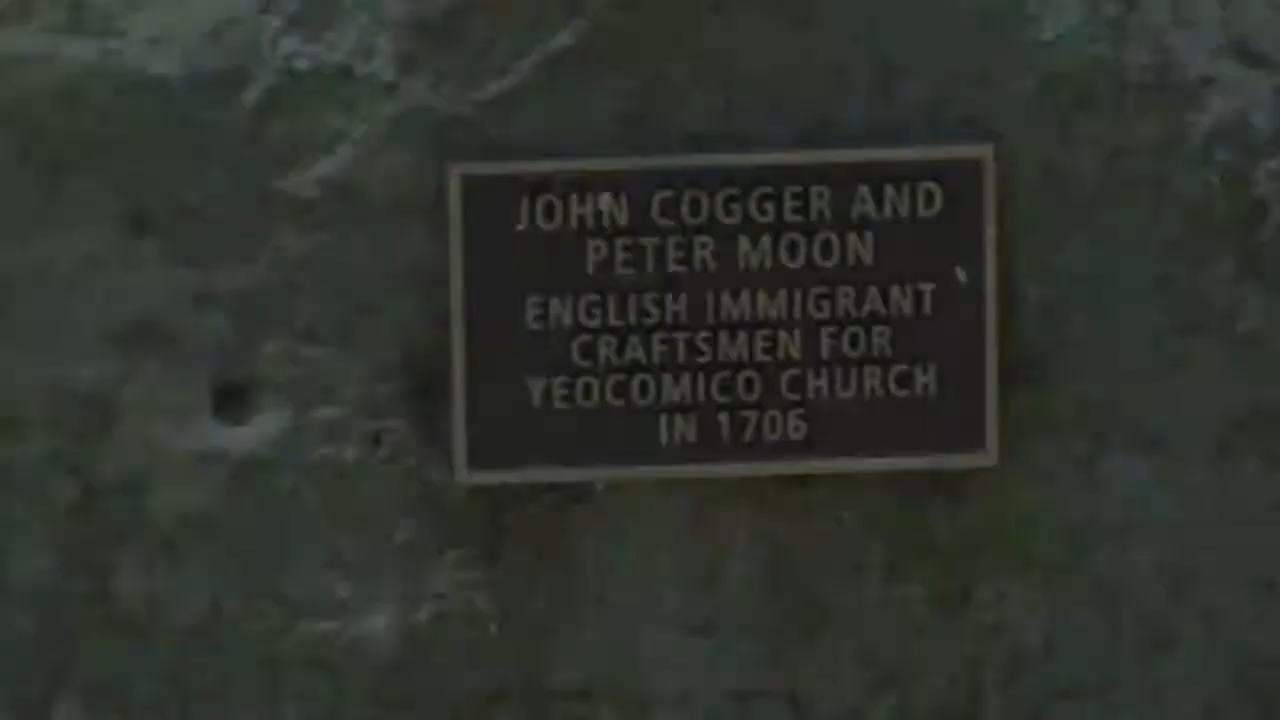 JOHN COGGER AND
PETER MOON
ENGLISH IMMIGRANT
CRAFTSMEN FOR
YEOCOMICO CHURCH
IN 1706